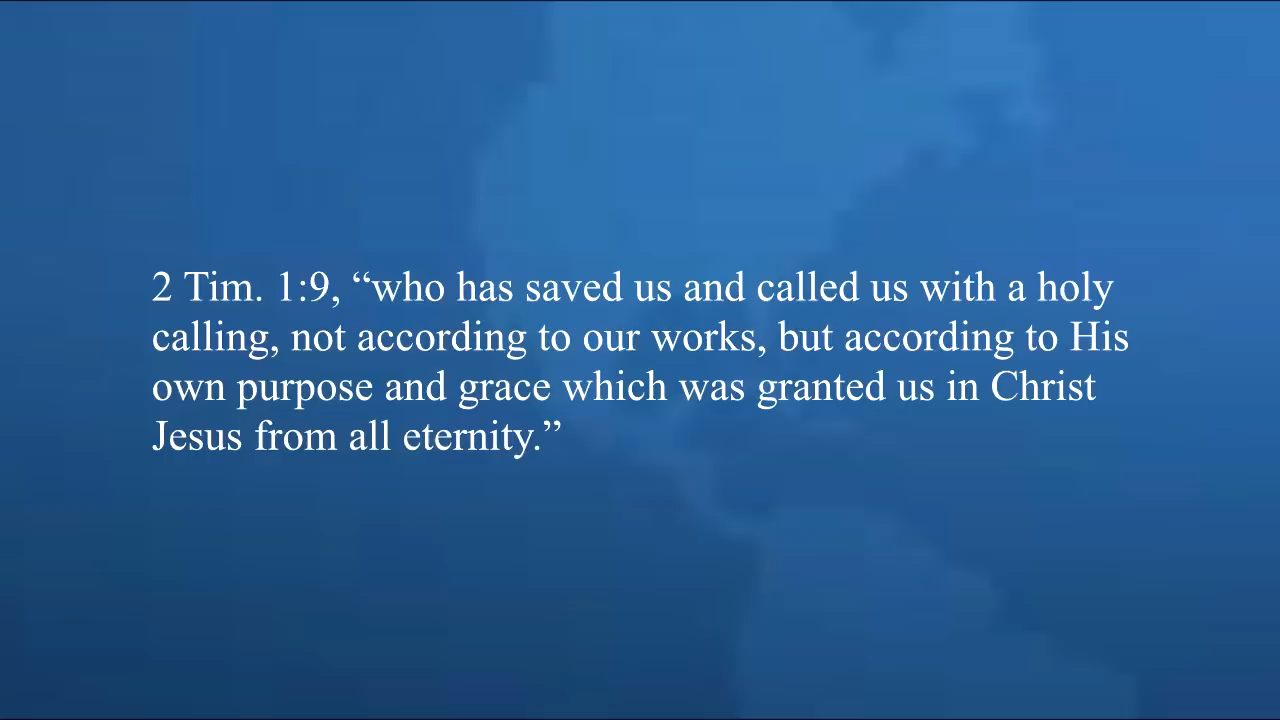 2 Tim. 1:9, “who has saved us and called us with a holy
calling, not according to our works, but according to His
own purpose and grace which was granted us in Christ
Jesus from all eternity.”